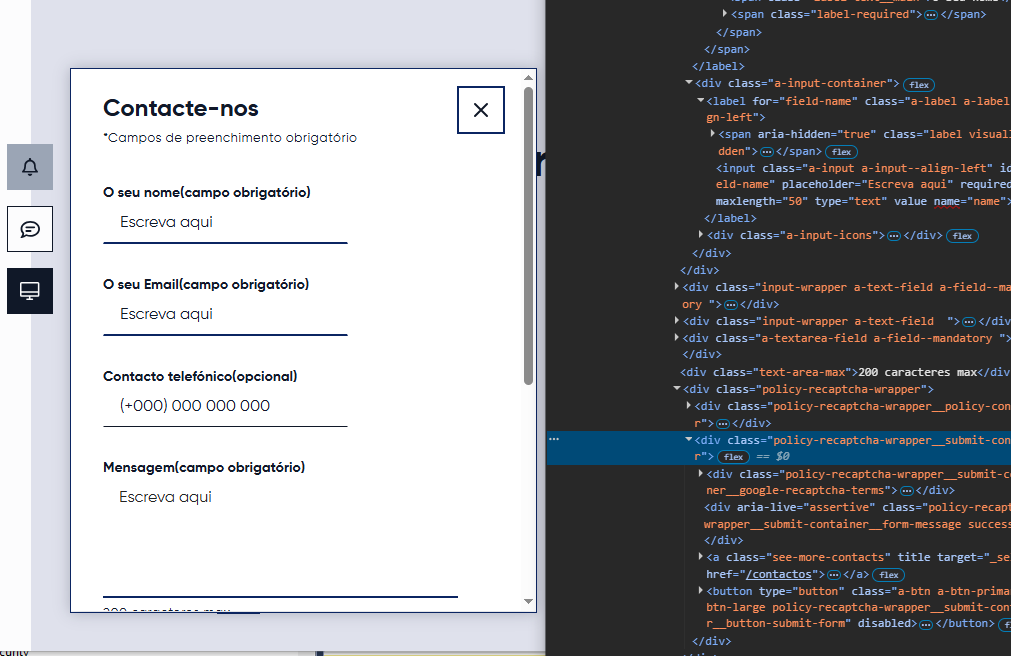 Contacte-nos
*Campos de preenchimento obrigatório
O seu nome(campo obrigatório)
Escreva aqui
O seu Email(campo obrigatório)
Escreva aqui
Contacto telefónico(opcional)
(+000) 000 000 000
Mensagem(campo obrigatório)
Escreva aqui
200 caracteres max
<span class="label-required">⋯</span>
</span>
</span>
</label>
<div class="a-input-container"> flex
<label for="field-name" class="a-label a-label
gn-left">
<span aria-hidden="true" class="label visuall
dden">⋯</span> flex
<input class="a-input a-input--align-left" id
eld-name" placeholder="Escreva aqui" required
maxlength="50" type="text" value name="name">
</label>
<div class="a-input-icons">⋯</div> flex
</div>
</div>
<div class="input-wrapper a-text-field a-field--ma
ory ">⋯</div>
<div class="input-wrapper a-text-field  ">⋯</div
<div class="a-textarea-field a-field--mandatory ">
</div>
<div class="text-area-max">200 caracteres max</div
<div class="policy-recaptcha-wrapper">
<div class="policy-recaptcha-wrapper__policy-con
r">⋯</div>
<div class="policy-recaptcha-wrapper__submit-con
r"> flex == $0
<div class="policy-recaptcha-wrapper__submit-co
ner__google-recaptcha-terms">⋯</div>
<div aria-live="assertive" class="policy-recapt
wrapper__submit-container__form-message success
</div>
<a class="see-more-contacts" title target="_se
href="/contactos">⋯</a> flex
<button type="button" class="a-btn a-btn-prima
btn-large policy-recaptcha-wrapper__submit-con
r__button-submit-form" disabled>⋯</button>
</div>